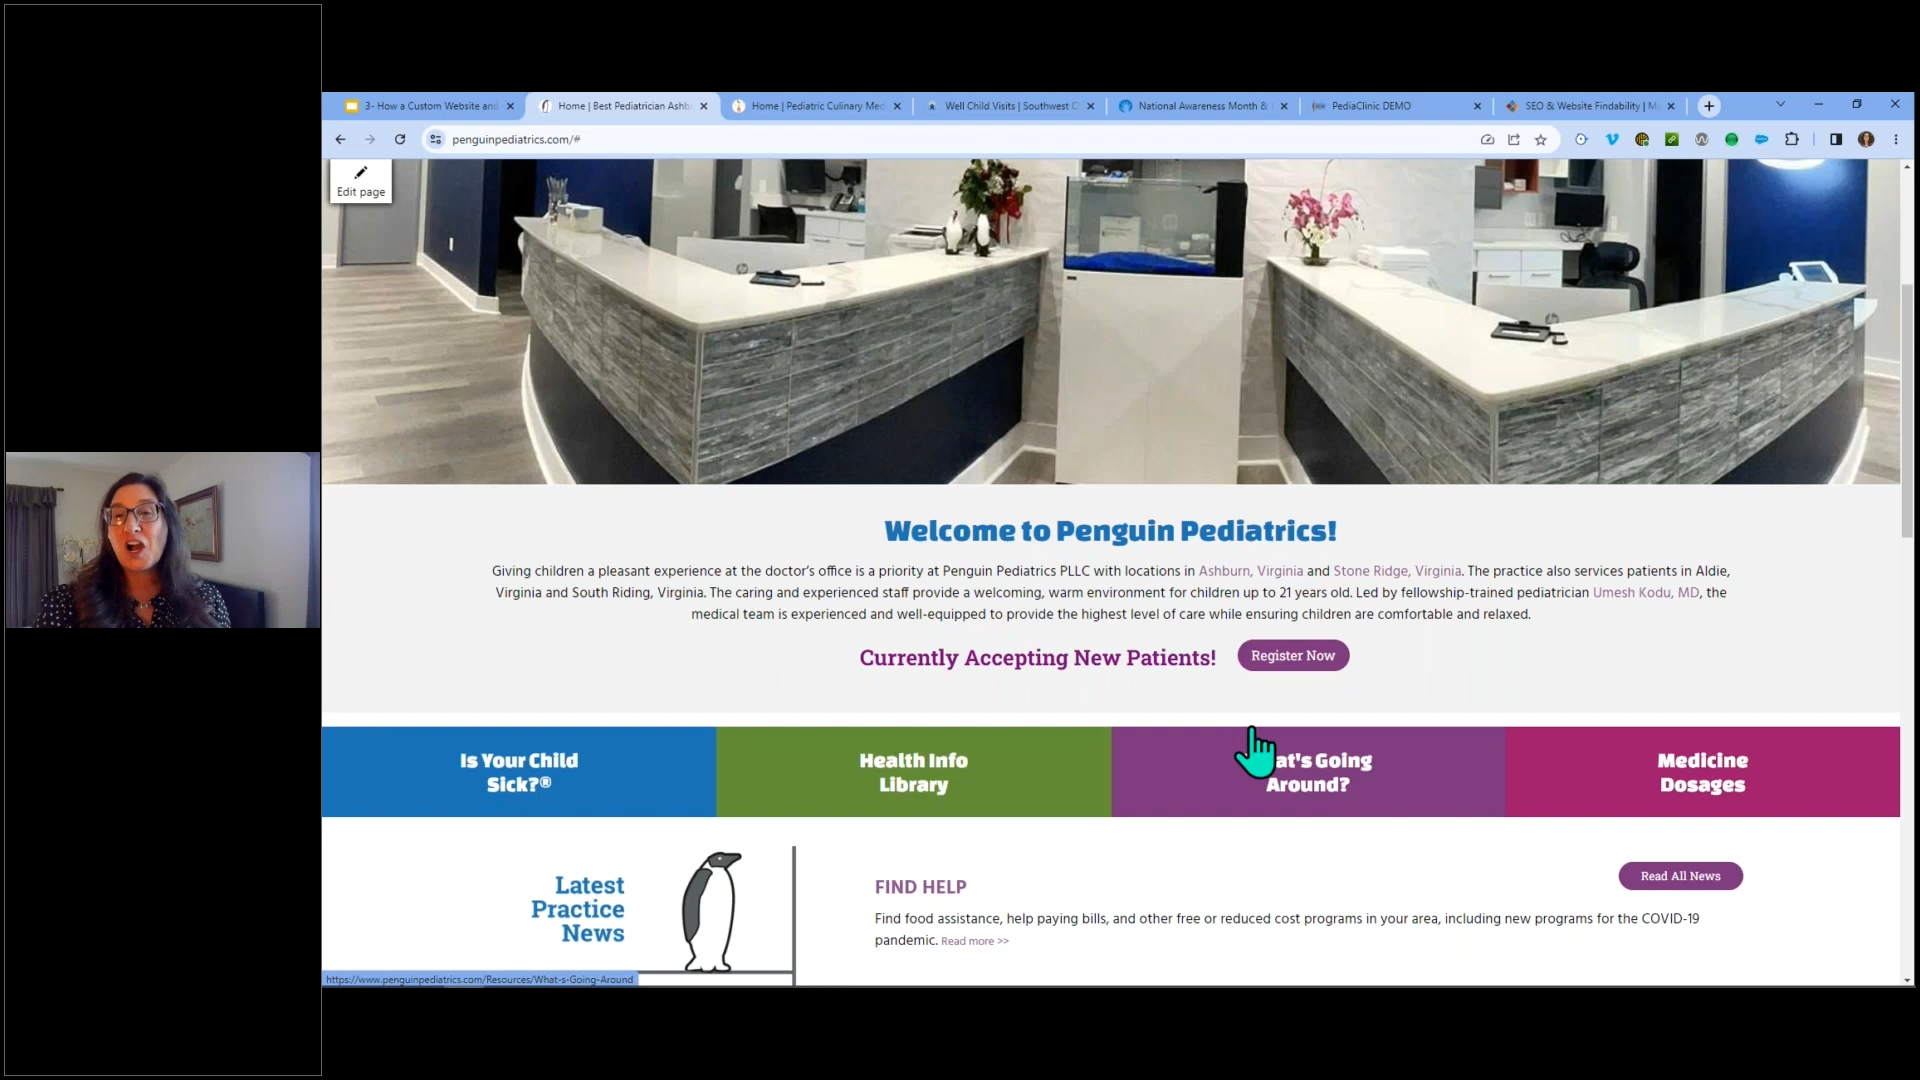 3- How a Custom Website and
Home | Best Pediatrician Ashb
Home | Pediatric Culinary Med
Well Child Visits | Southwest C
National Awareness Month &
PediaClinic DEMO
SEO & Website Findability | M
penguinpediatrics.com/#
Edit page
Welcome to Penguin Pediatrics!
Giving children a pleasant experience at the doctor's office is a priority at Penguin Pediatrics PLLC with locations in Ashburn, Virginia and Stone Ridge, Virginia. The practice also services patients in Aldie,
Virginia and South Riding, Virginia. The caring and experienced staff provide a welcoming, warm environment for children up to 21 years old. Led by fellowship-trained pediatrician Umesh Kodu, MD, the
medical team is experienced and well-equipped to provide the highest level of care while ensuring children are comfortable and relaxed.
Currently Accepting New Patients! Register Now
Is Your Child
Sick?®
Health Info
Library
at's Going
Around?
Medicine
Dosages
Latest
Practice
News
FIND HELP
Read All News
Find food assistance, help paying bills, and other free or reduced cost programs in your area, including new programs for the COVID-19
pandemic. Read more >>
https://www.penguinpediatrics.com/Resources/What-s-Going-Around